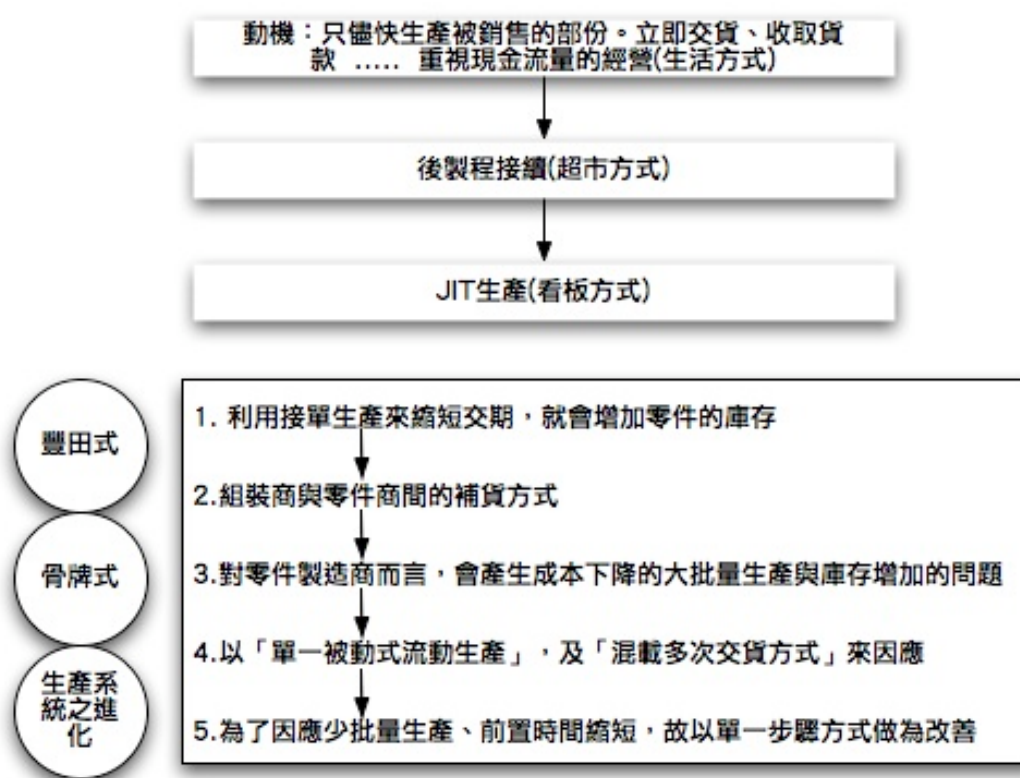 動機：只儘快生產被銷售的部份。立即交貨、收取貨
款 ..... 重視現金流量的經營(生活方式)
後製程接續(超市方式)
JIT生產(看板方式)
豐田式
骨牌式
生產系
統之進
化
1. 利用接單生產來縮短交期，就會增加零件的庫存
2.組裝商與零件商間的補貨方式
3.對零件製造商而言，會產生成本下降的大批量生產與庫存增加的問題
4.以「單一被動式流動生產」，及「混載多次交貨方式」來因應
5.為了因應少批量生產、前置時間縮短，故以單一步驟方式做為改善